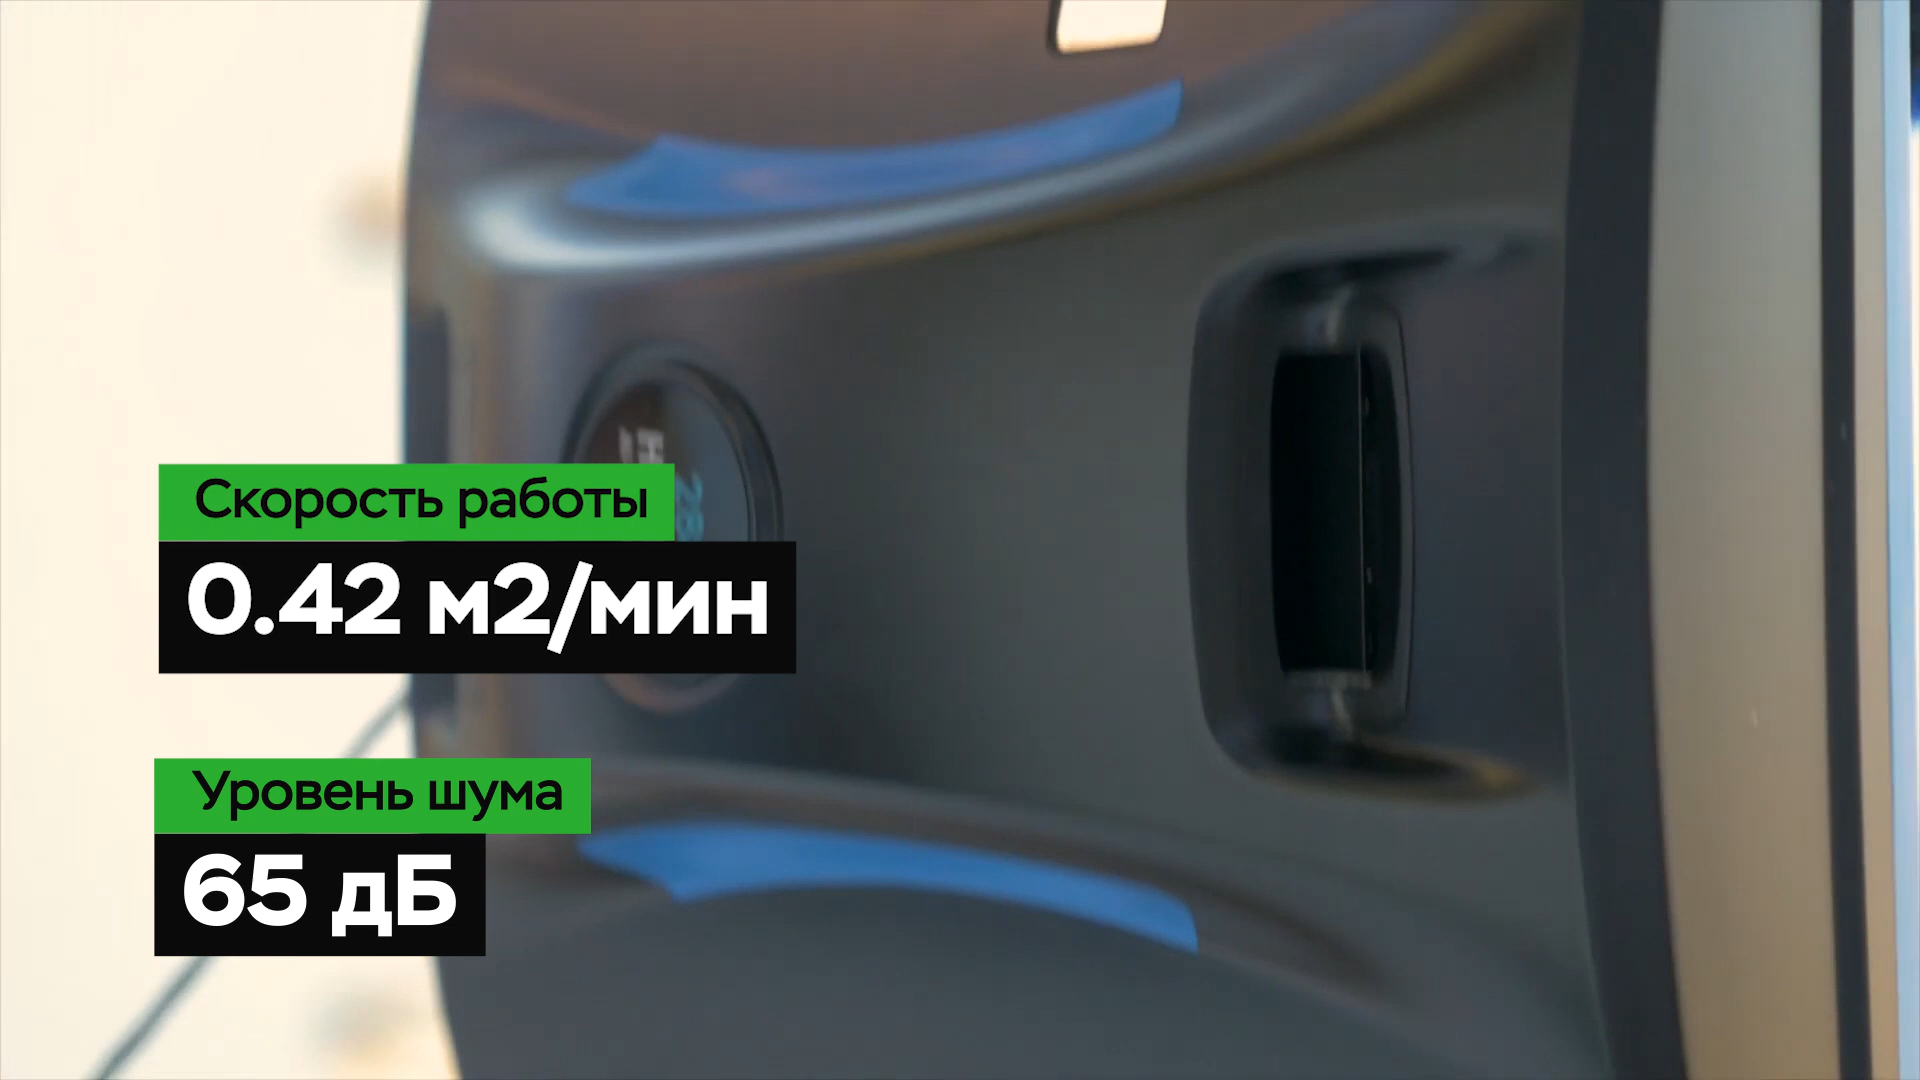 Скорость работы
0.42 м2/мин
Уровень шума
65 дБ